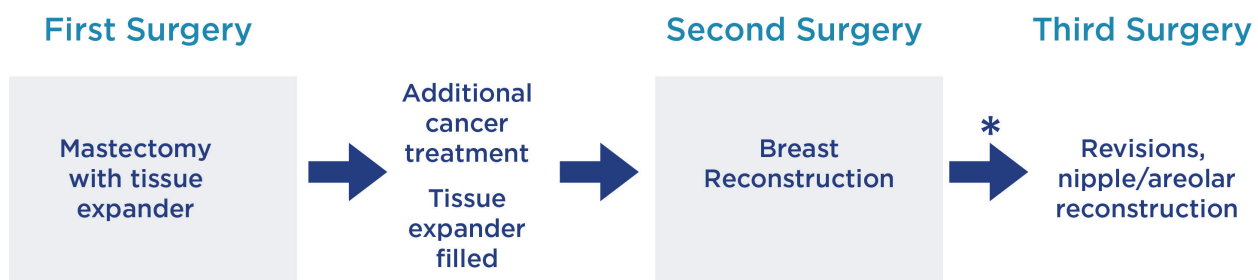 First Surgery
Second Surgery
Third Surgery
Mastectomy
with tissue
expander
Additional
cancer
treatment
Tissue
expander
filled
Breast
Reconstruction
*
Revisions,
nipple/areolar
reconstruction